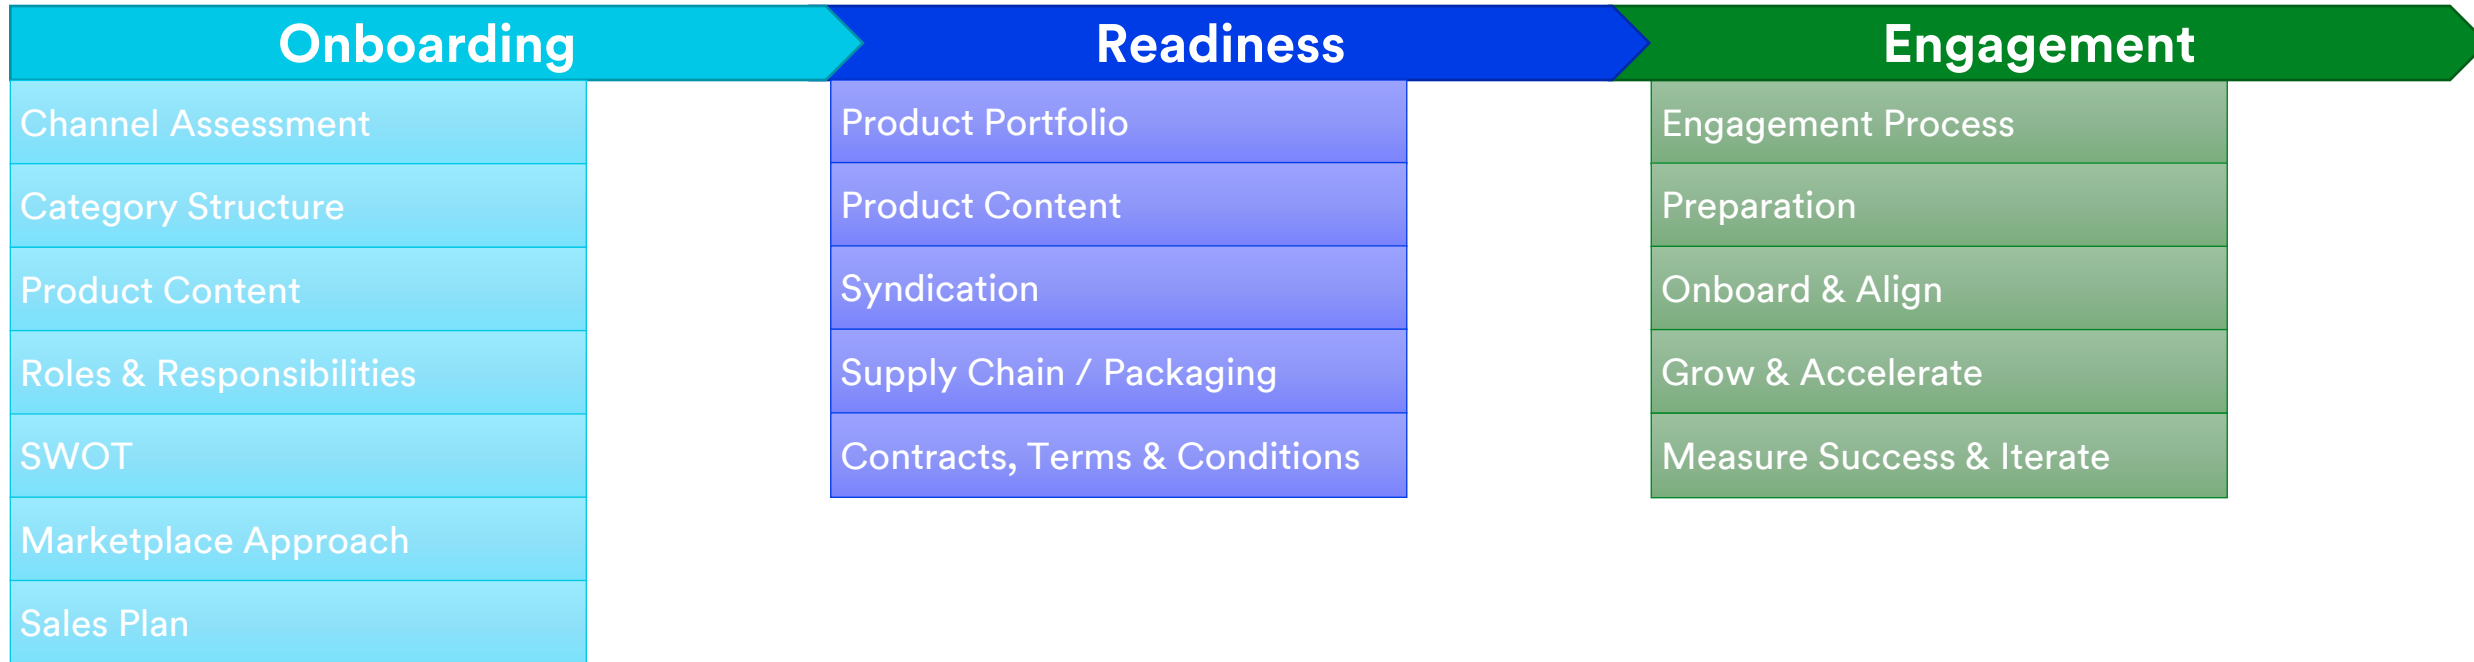 Onboarding
Channel Assessment
Category Structure
Product Content
Roles & Responsibilities
SWOT
Marketplace Approach
Sales Plan
Readiness
Product Portfolio
Product Content
Syndication
Supply Chain / Packaging
Contracts, Terms & Conditions
Engagement
Engagement Process
Preparation
Onboard & Align
Grow & Accelerate
Measure Success & Iterate